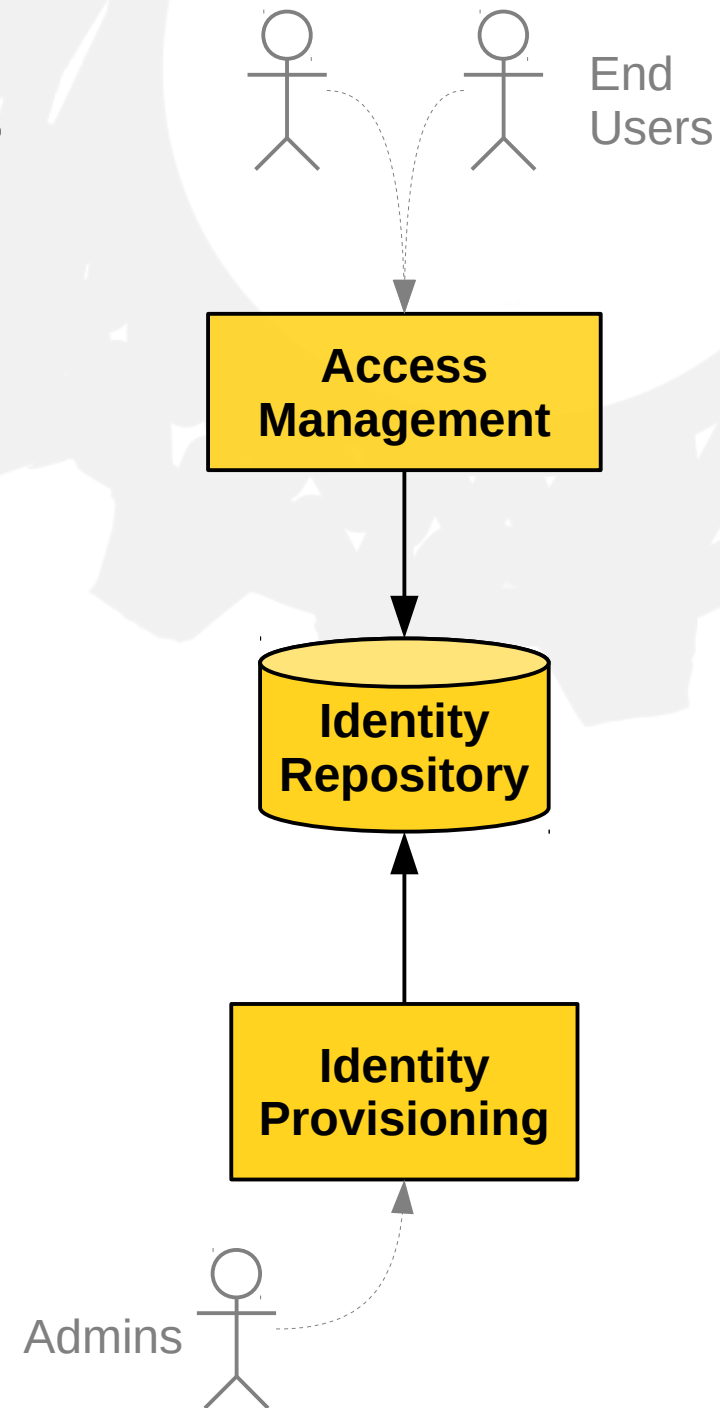 End
Users
Access
Management
Identity
Repository
Identity
Provisioning
Admins